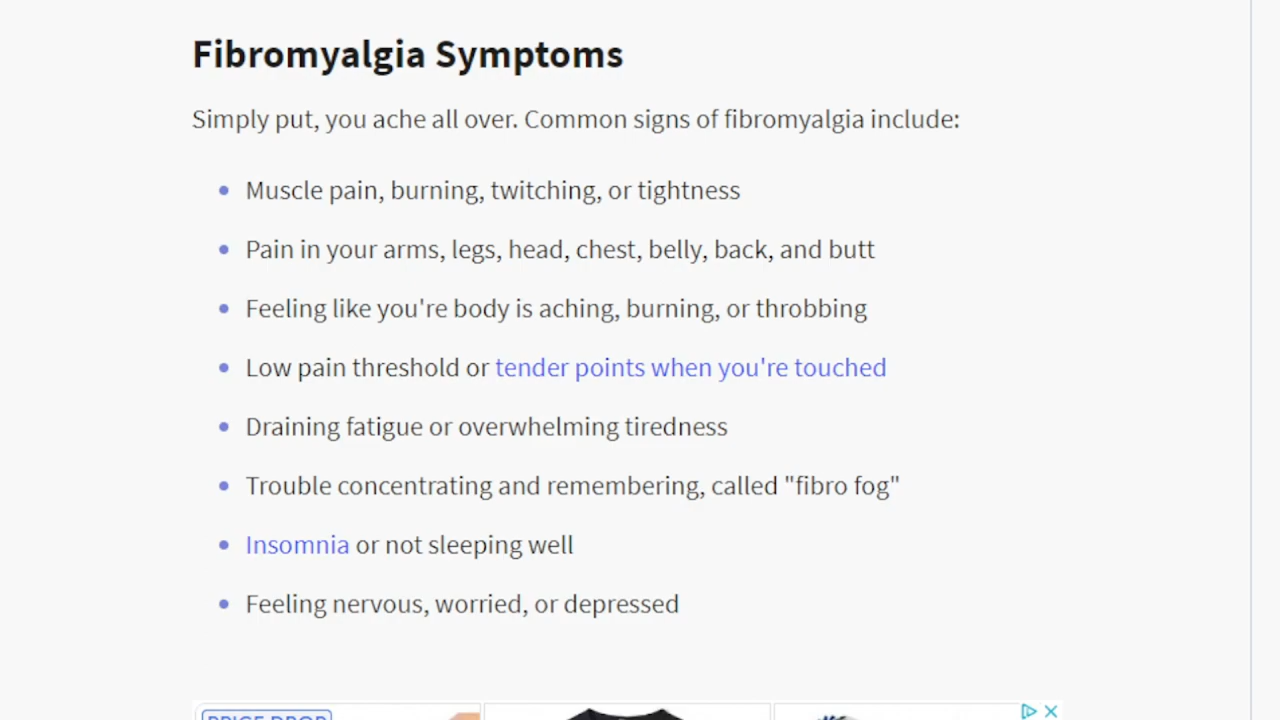 Fibromyalgia Symptoms
Simply put, you ache all over. Common signs of fibromyalgia include:
Muscle pain, burning, twitching, or tightness
Pain in your arms, legs, head, chest, belly, back, and butt
Feeling like you're body is aching, burning, or throbbing
Low pain threshold or tender points when you're touched
Draining fatigue or overwhelming tiredness
Trouble concentrating and remembering, called "fibro fog"
Insomnia or not sleeping well
Feeling nervous, worried, or depressed
PRICE DROP